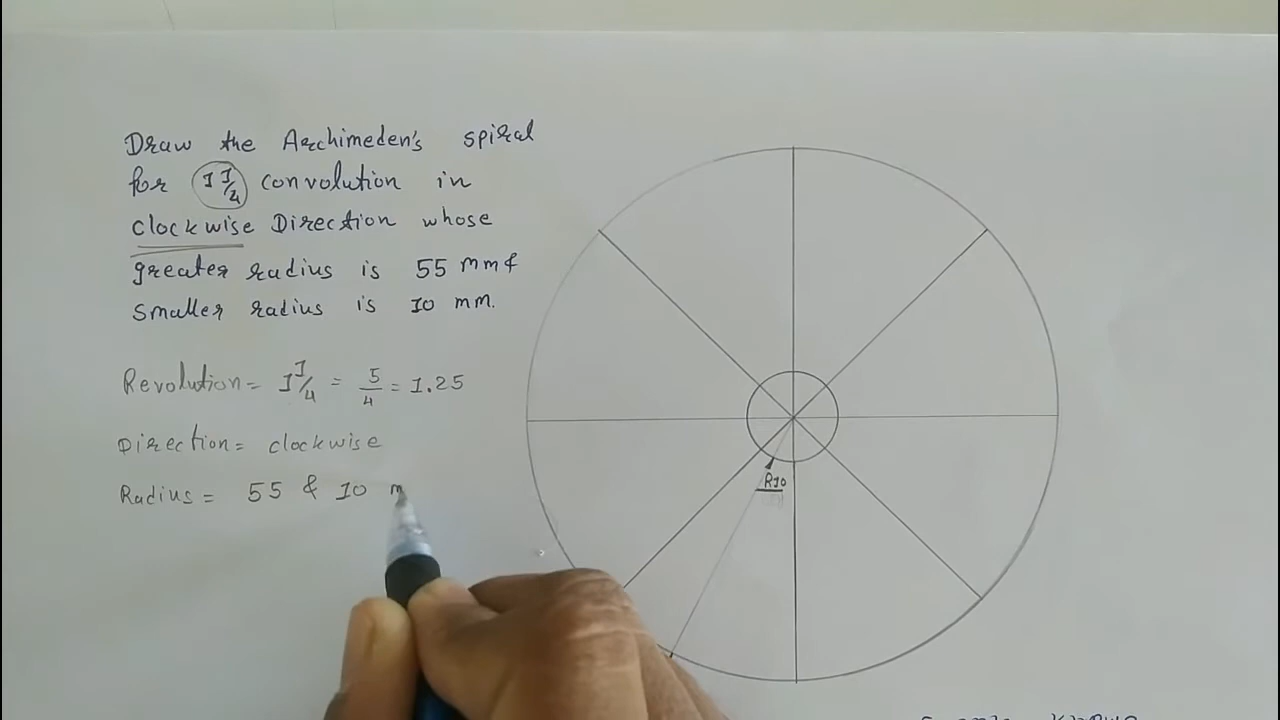 Draw the Archimeden's spiral
for 1 1/4 convolution in
clockwise Direction whose
greater radius is 55 mm &
smaller radius is 10 mm.
Revolution = 1 1/4 = 5/4 = 1.25
Direction = clockwise
Radius = 55 & 10 m
R10